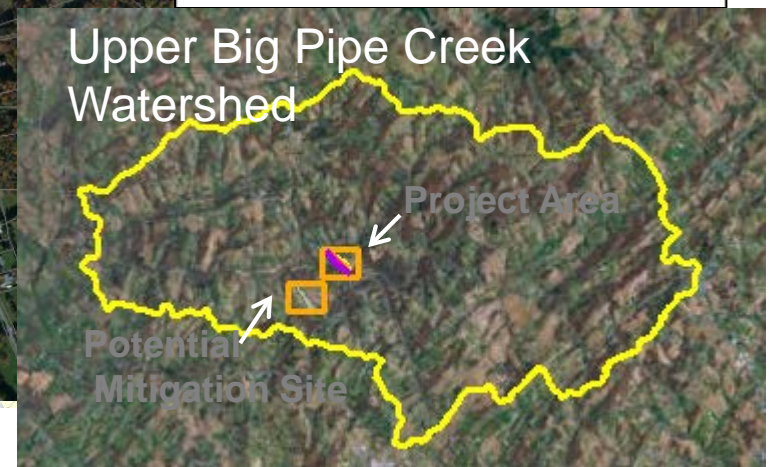 Upper Big Pipe Creek
Watershed
Project Area
Potential
Mitigation Site